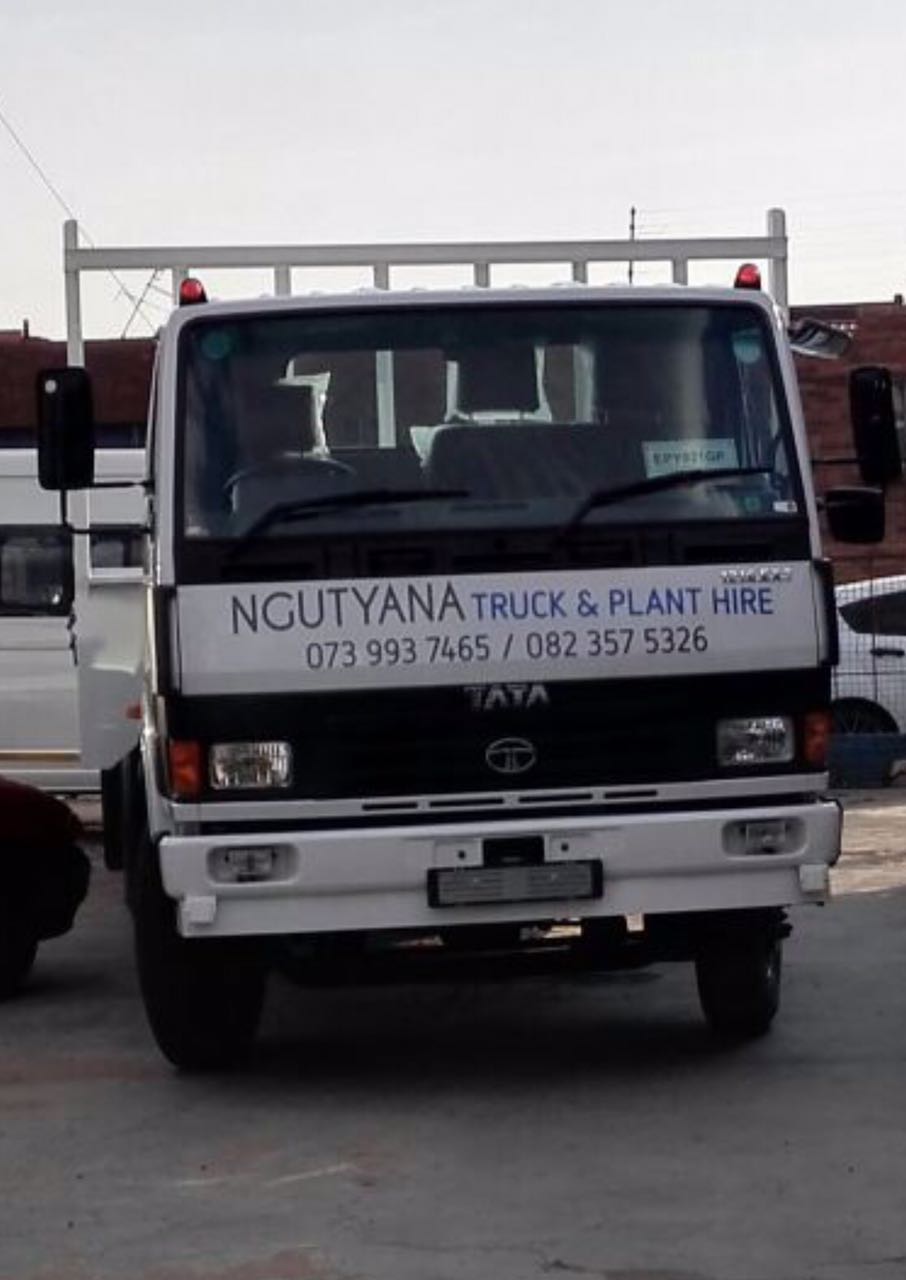 NGUTYANA TRUCK & PLANT HIRE
073 993 7465 / 082 357 5326
TATA